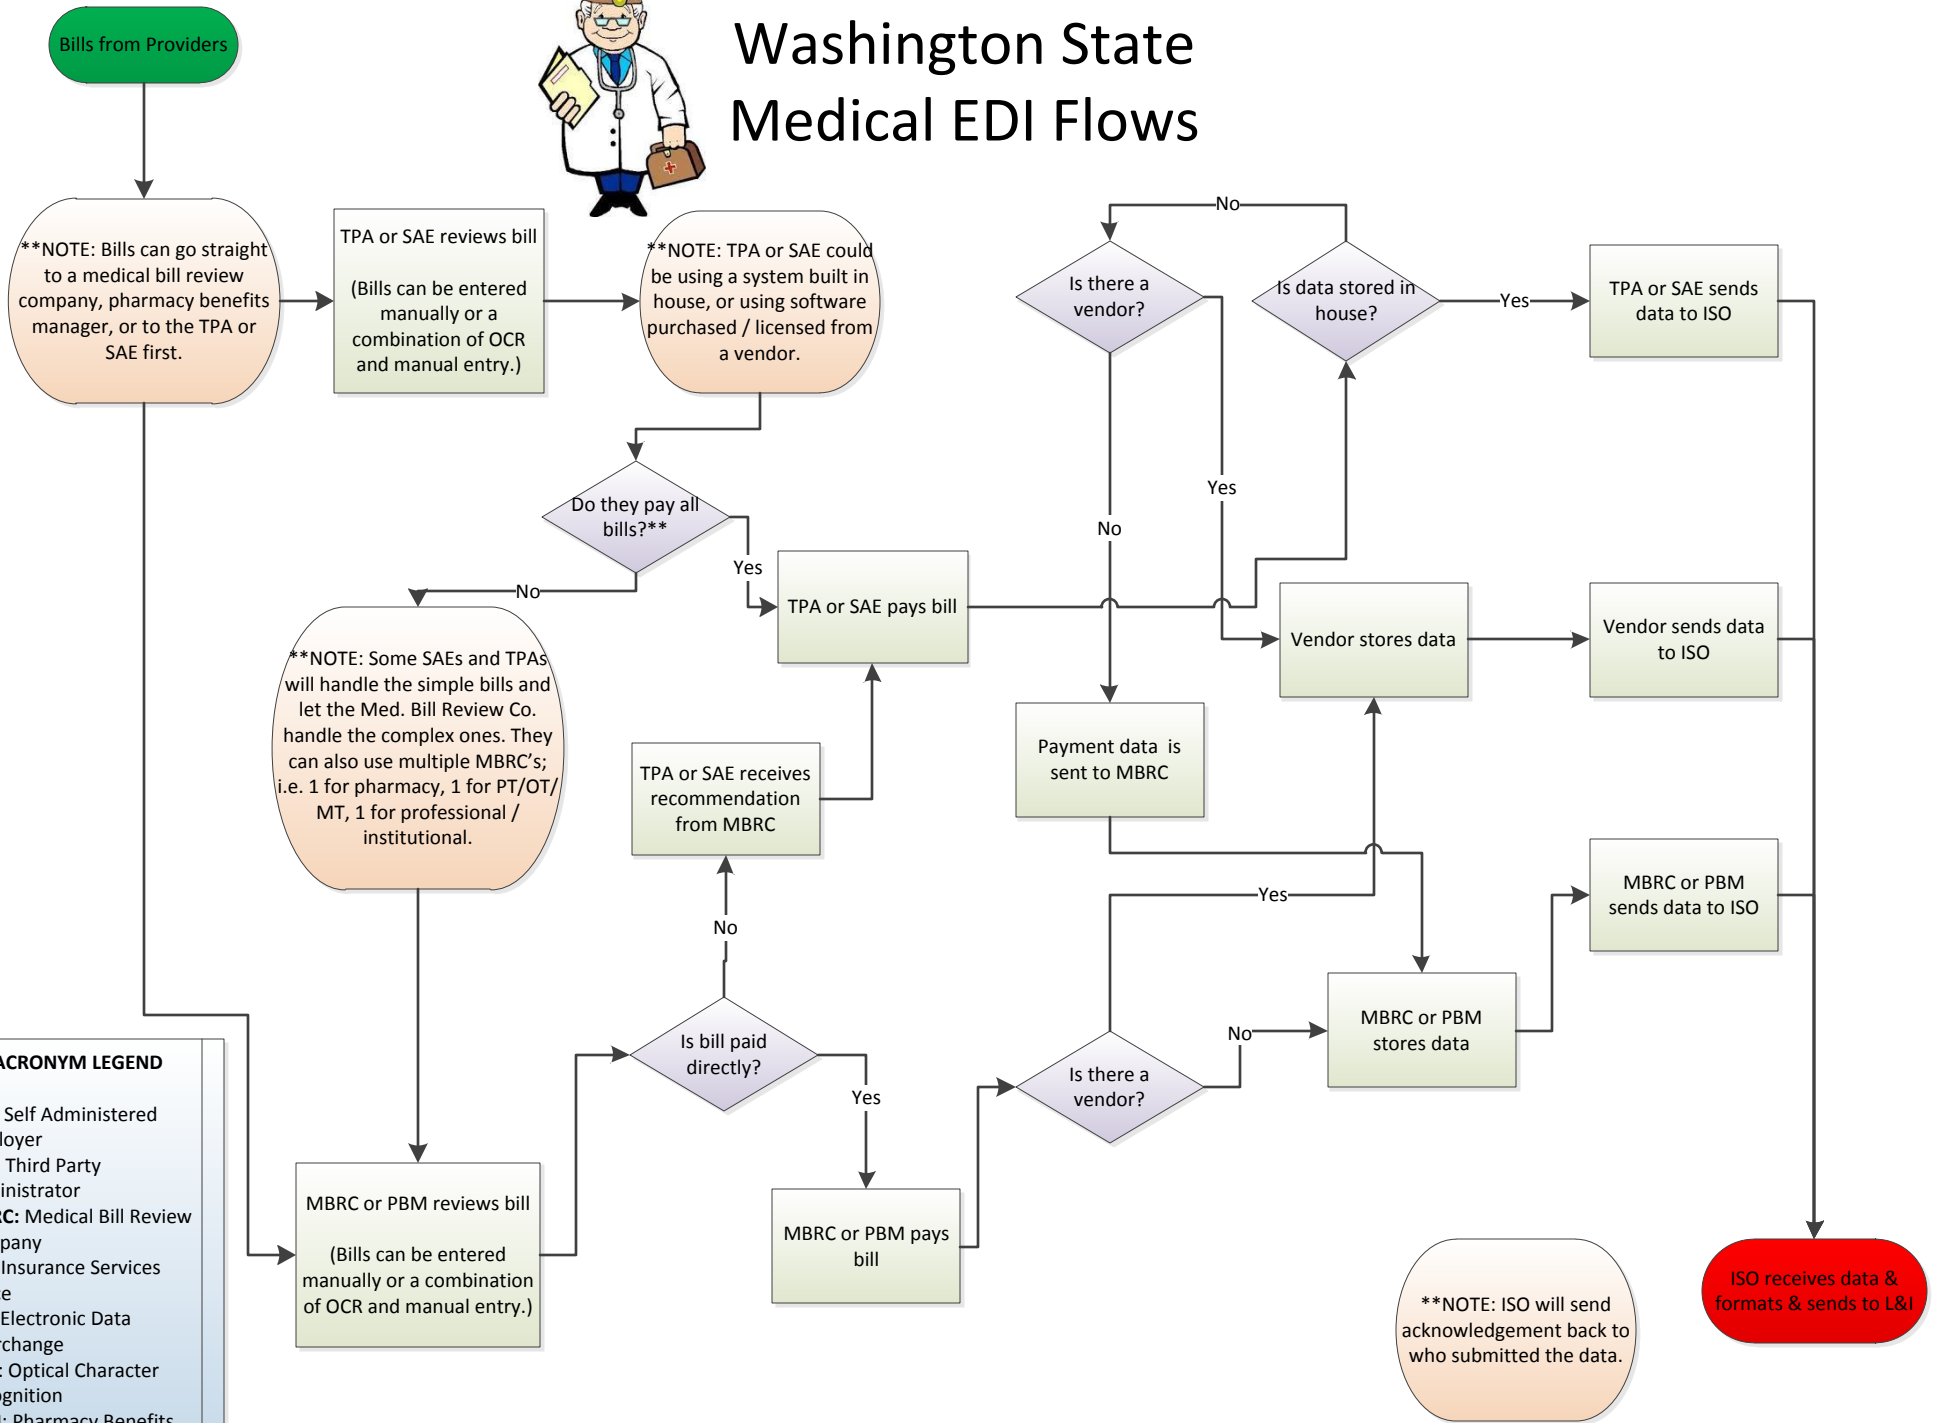 Washington State
Medical EDI Flows
Bills from Providers
**NOTE: Bills can go straight
to a medical bill review
company, pharmacy benefits
manager, or to the TPA or
SAE first.
TPA or SAE reviews bill
(Bills can be entered
manually or a
combination of OCR
and manual entry.)
**NOTE: TPA or SAE could
be using a system built in
house, or using software
purchased / licensed from
a vendor.
No
Is there a
vendor?
Is data stored in
house?
Yes
TPA or SAE sends
data to ISO
Do they pay all
bills?**
Yes
No
Yes
No
TPA or SAE pays bill
Vendor stores data
Vendor sends data
to ISO
**NOTE: Some SAEs and TPAs
will handle the simple bills and
let the Med. Bill Review Co.
handle the complex ones. They
can also use multiple MBRC's;
i.e. 1 for pharmacy, 1 for PT/OT/
MT, 1 for professional /
institutional.
TPA or SAE receives
recommendation
from MBRC
Payment data is
sent to MBRC
MBRC or PBM
sends data to ISO
Yes
No
Is bill paid
directly?
Yes
Is there a
vendor?
No
MBRC or PBM
stores data
MBRC or PBM reviews bill
(Bills can be entered
manually or a combination
of OCR and manual entry.)
MBRC or PBM pays
bill
**NOTE: ISO will send
acknowledgement back to
who submitted the data.
ISO receives data &
formats & sends to L&I
ACRONYM LEGEND
Self Administered
loyer
Third Party
inistrator
RC: Medical Bill Review
pany
Insurance Services
ce
Electronic Data
rchange
: Optical Character
ognition
: Pharmacy Benefits